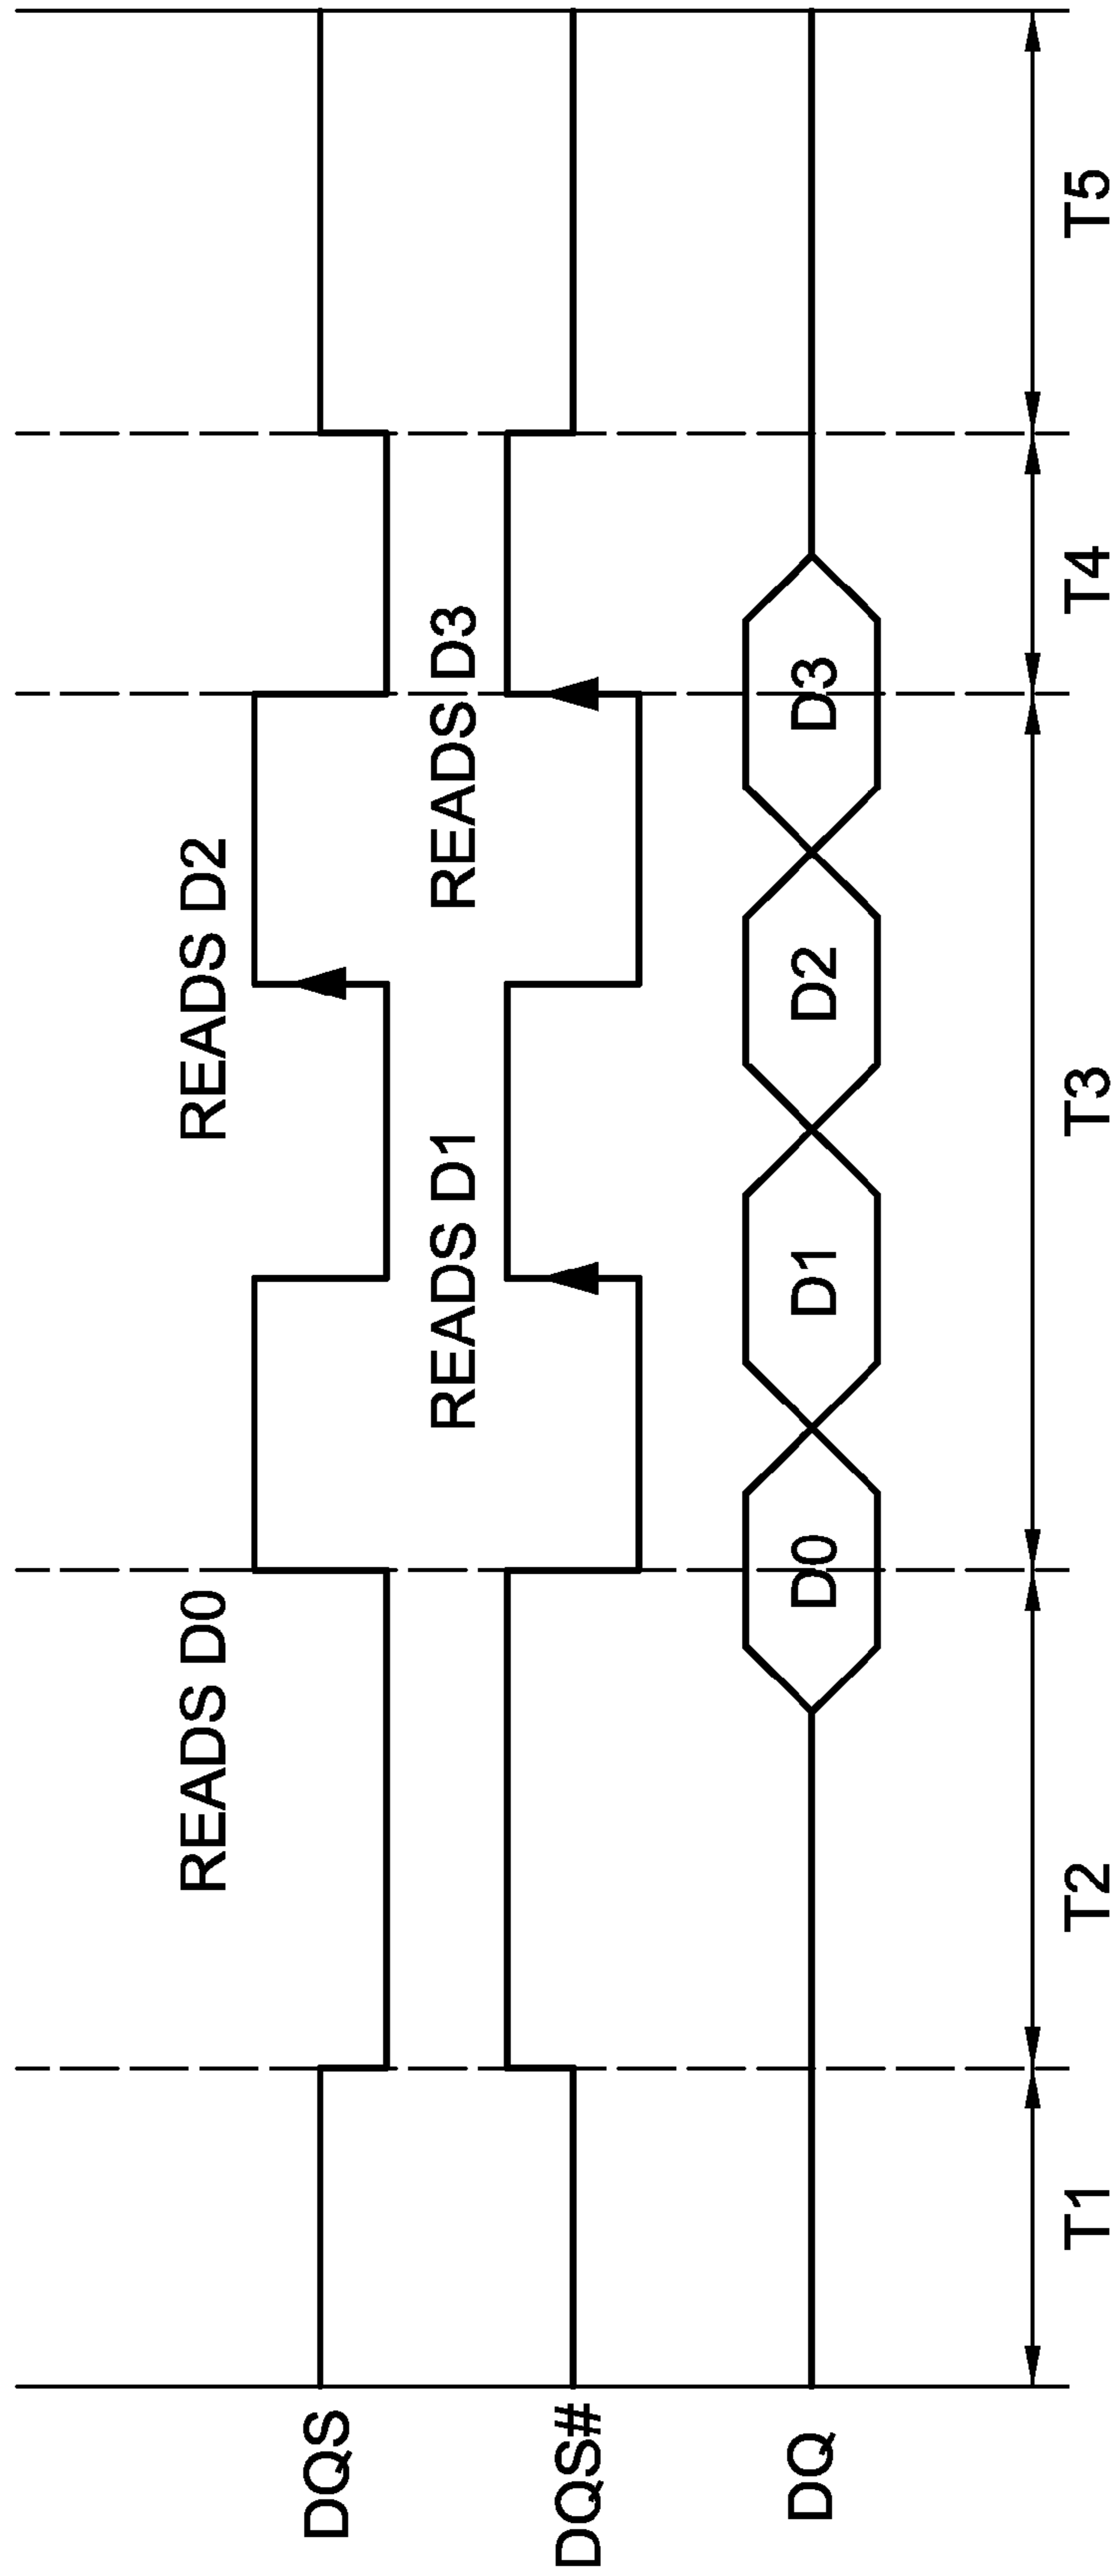 READS D0
READS D2
DQS
READS D1
READS D3
DQS#
DQ
D0
D1
D2
D3
T1
T2
T3
T4
T5